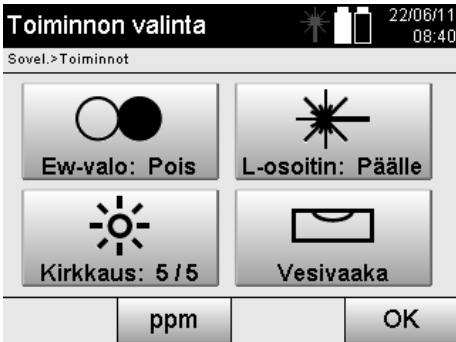 Toiminnon valinta
22/06/11
08:40
Sovel.>Toiminnot
Ew-valo: Pois
L-osoitin: Päälle
Kirkkaus: 5/5
Vesivaaka
ppm
OK